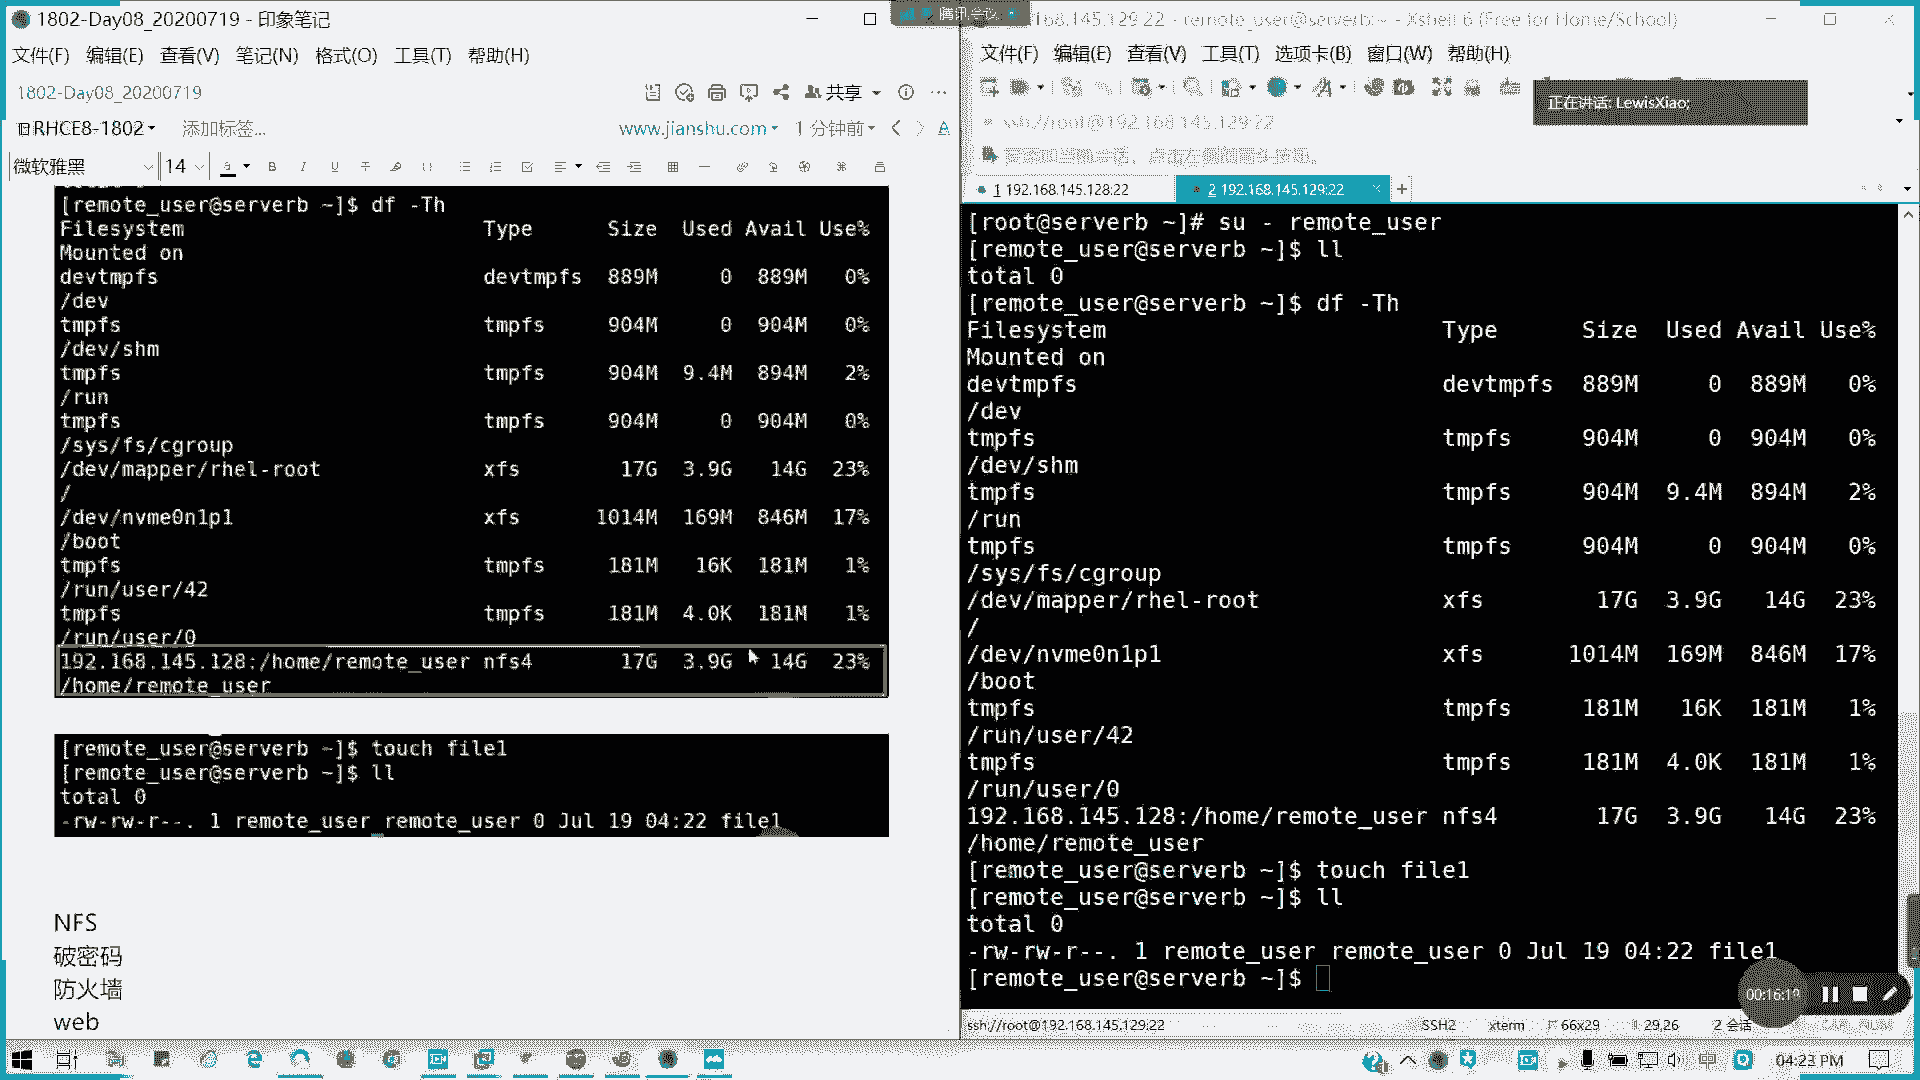 1802-Day08_20200719 - 印象笔记
文件(F) 编辑(E) 查看(V) 笔记(N) 格式(O) 工具(T) 帮助(H)
1802-Day08_20200719
共享
RHCE8-1802 添加标签...
www.jianshu.com 1 分钟前
微软雅黑 14
[remote_user@serverb ~]$ df -Th
Filesystem Type Size Used Avail Use%
Mounted on
devtmpfs devtmpfs 889M 0 889M 0%
/dev
tmpfs tmpfs 904M 0 904M 0%
/dev/shm
tmpfs tmpfs 904M 9.4M 894M 2%
/run
tmpfs tmpfs 904M 0 904M 0%
/sys/fs/cgroup
/dev/mapper/rhel-root xfs 17G 3.9G 14G 23%
/
/dev/nvme0n1p1 xfs 1014M 169M 846M 17%
/boot
tmpfs tmpfs 181M 16K 181M 1%
/run/user/42
tmpfs tmpfs 181M 4.0K 181M 1%
/run/user/0
192.168.145.128:/home/remote_user nfs4 17G 3.9G 14G 23%
/home/remote_user
[remote_user@serverb ~]$ touch file1
[remote_user@serverb ~]$ ll
total 0
-rw-rw-r--. 1 remote_user remote_user 0 Jul 19 04:22 file1
NFS
破密码
防火墙
web
腾讯会议
168.145.129:22 - remote_user@serverb:~ - Xshell 6 (Free for Home/School)
文件(F) 编辑(E) 查看(V) 工具(T) 选项卡(B) 窗口(W) 帮助(H)
正在讲话: LewisXiao;
ssh://root@192.168.145.129:22
1 192.168.145.128:22 2 192.168.145.129:22
[root@serverb ~]# su - remote_user
[remote_user@serverb ~]$ ll
total 0
[remote_user@serverb ~]$ df -Th
Filesystem Type Size Used Avail Use%
Mounted on
devtmpfs devtmpfs 889M 0 889M 0%
/dev
tmpfs tmpfs 904M 0 904M 0%
/dev/shm
tmpfs tmpfs 904M 9.4M 894M 2%
/run
tmpfs tmpfs 904M 0 904M 0%
/sys/fs/cgroup
/dev/mapper/rhel-root xfs 17G 3.9G 14G 23%
/
/dev/nvme0n1p1 xfs 1014M 169M 846M 17%
/boot
tmpfs tmpfs 181M 16K 181M 1%
/run/user/42
tmpfs tmpfs 181M 4.0K 181M 1%
/run/user/0
192.168.145.128:/home/remote_user nfs4 17G 3.9G 14G 23%
/home/remote_user
[remote_user@serverb ~]$ touch file1
[remote_user@serverb ~]$ ll
total 0
-rw-rw-r--. 1 remote_user remote_user 0 Jul 19 04:22 file1
[remote_user@serverb ~]$
00:16:19
ssh://root@192.168.145.129:22 SSH2 xterm 66x29 29,26 2 会话
04:23 PM